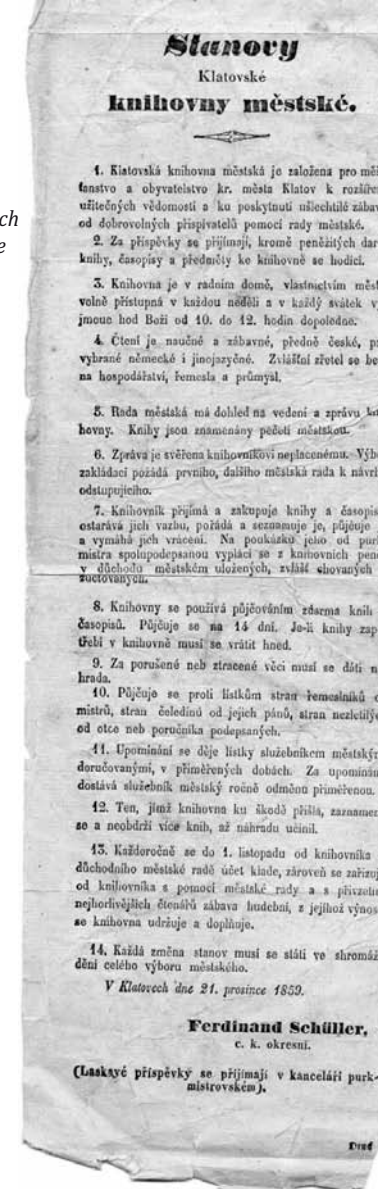 ch
e
Stanovy
Klatovské
knihovny městské.
1. Klatovská knihovna městská je založena pro měš
ťanstvo a obyvatelstvo kr. města Klatov k rozšíře
užitečných vědomostí a ku poskytnutí ušlechtilé zábav
od dobrovolných přispívatelů pomocí rady městské.
2. Za příspěvky se přijímají, kromě peněžitých dar
knihy, časopisy a předměty ke knihovně se hodící.
3. Knihovna je v radním domě, vlastnictvím měst
volně přístupna v každou neděli a v každý svátek v
jmouc hod Boží od 10. do 12. hodin dopoledne.
4. Čtení je naučné a zábavné, předně české, p
vybrané německé i jinojazyčné. Zvláštní zřetel se be
na hospodářství, řemesla a průmysl.
5. Rada městská má dohled na vedení a zprávu kn
hovny. Knihy jsou znamenány pečetí městskou.
6. Zpráva je svěřena knihovníkovi neplacenému. Výbo
zakládací požádá prvního, dalšího městská rada k návrh
odstupujícího.
7. Knihovník přijímá a zakupuje knihy a časopis
ostarává jich vazbu, požádá a seznamuje je, půjčuje
a vymáhá jich vrácení. Na poukázku jeho od purk
mistra spolupodepsanou vyplácí se z knihovních peně
v důchodu městském uložených, zvlášť chovaných
zúčtovaných.
8. Knihovny se používá půjčováním zdarma knih
časopisů. Půjčuje se na 14 dní. Je-li knihy zap
třebí v knihovně musí se vrátit hned.
9. Za porušené neb ztracené věci musí se dáti n
hrada.
10. Půjčuje se proti lístkům stran řemeslníků o
mistrů, stran čeledínů od jejich pánů, stran nezletilýc
od otce neb poručníka podepsaných.
11. Upomínání se děje lístky služebníkem městským
doručovanými, v přiměřených dobách. Za upomínán
dostává služebník městský ročně odměnu přiměřenou.
12. Ten, jímž knihovna ku škodě přišla, zaznamen
se a neobdrží více knih, až náhradu učinil.
13. Každoročně se do 1. listopadu od knihovníka
důchodního městské radě účet klade, zároveň se zařizuj
od knihovníka s pomocí městské rady a s přivzetím
nejhorlivějších čtenářů zábava hudební, z jejíhož výnos
se knihovna udržuje a doplňuje.
14. Každá změna stanov musí se státi ve shromáž
dění celého výboru městského.
V Klatovech dne 21. prosince 1859.
Ferdinand Schüller,
c. k. okresní.
(Laskavé příspěvky se přijímají v kanceláři purk-
mistrovském).